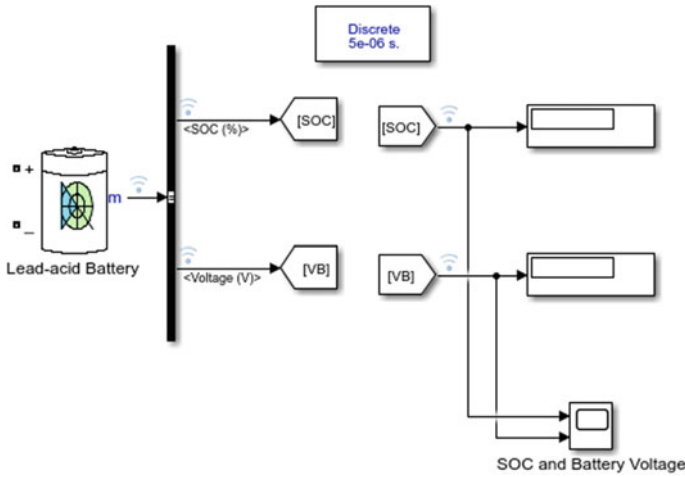 Discrete
5e-06 s.
[SOC]
<SOC (%)>
[SOC]
+
m
_
Lead-acid Battery
[VB]
<Voltage (V)>
[VB]
SOC and Battery Voltage